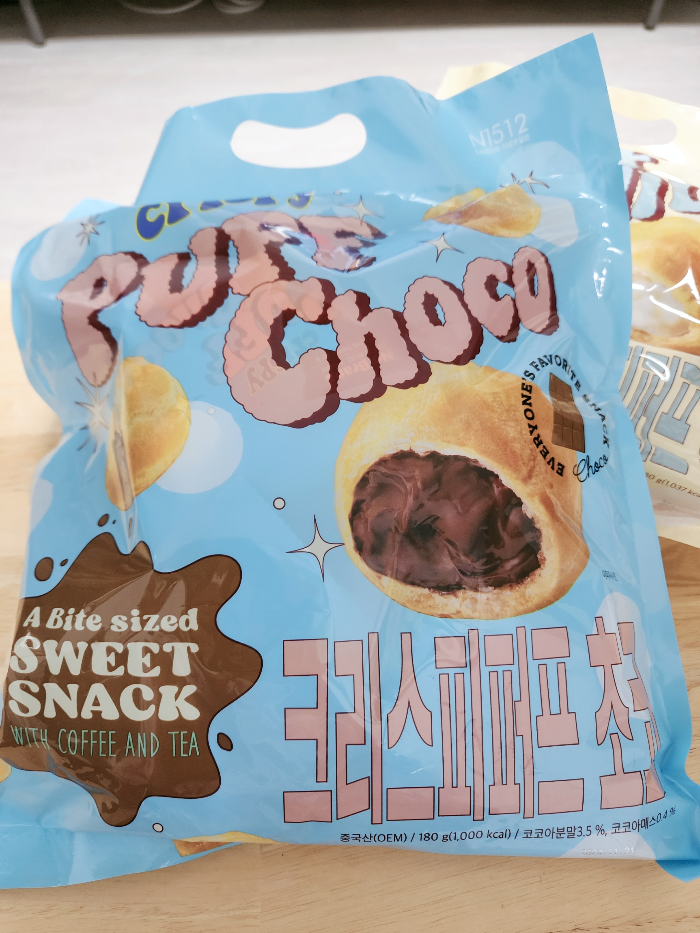 N1512
PUFF
Choco
EVERYONE'S FAVORITE SNACK
Choco
A Bite sized
SWEET
SNACK
WITH COFFEE AND TEA
크리스피퍼프 초코
중국산(OEM) / 180 g(1,000 kcal) / 코코아분말3.5 %, 코코아매스0.4 %